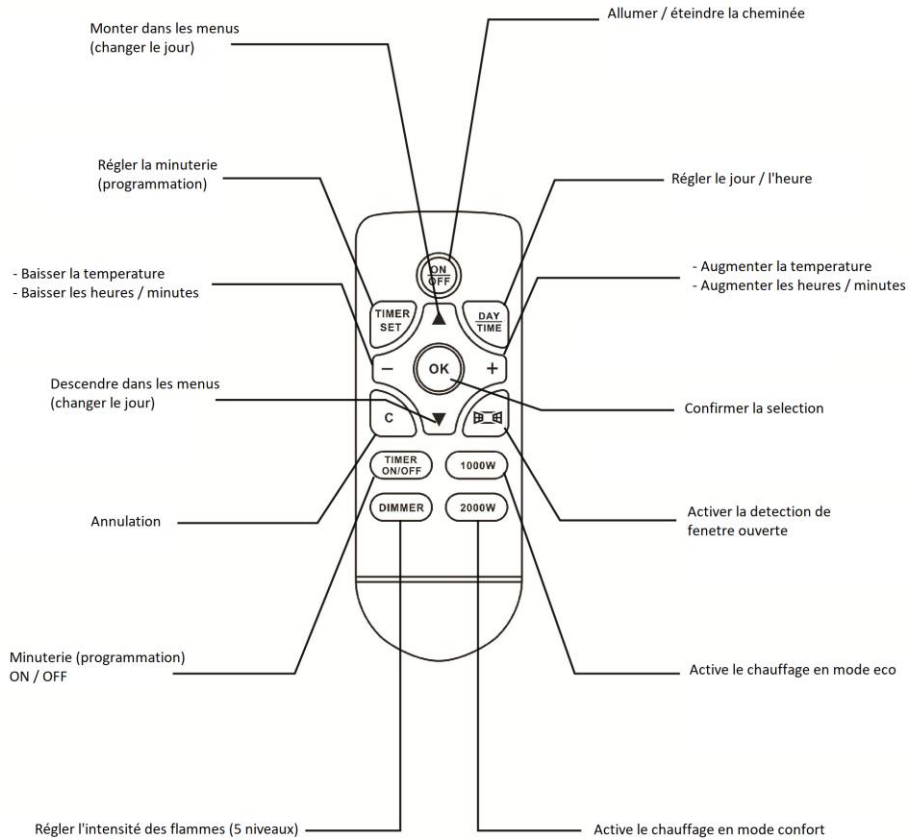 Allumer / éteindre la cheminée
Monter dans les menus
(changer le jour)
Régler la minuterie
(programmation)
Régler le jour / l'heure
- Baisser la temperature
- Baisser les heures / minutes
- Augmenter la temperature
- Augmenter les heures / minutes
ON
OFF
TIMER
SET
DAY
TIME
- OK +
Descendre dans les menus
(changer le jour)
Confirmer la selection
C
TIMER
ON/OFF
1000W
DIMMER
2000W
Annulation
Activer la detection de
fenetre ouverte
Minuterie (programmation)
ON / OFF
Active le chauffage en mode eco
Régler l'intensité des flammes (5 niveaux)
Active le chauffage en mode confort